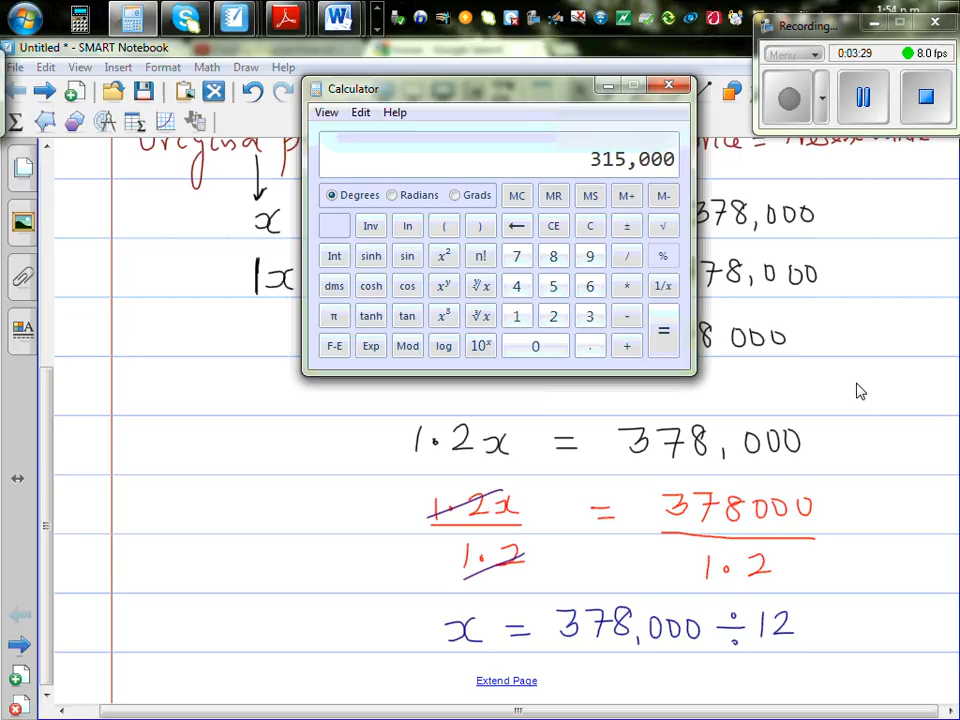 1:54 p.m.
Recording...
Untitled * - SMART Notebook
Menu 0:03:29 8.0 fps
File Edit View Insert Format Math Draw Help
Calculator
View Edit Help
315,000
Degrees Radians Grads MC MR MS M+ M-
Inv ln ( ) ← CE C ± √
Int sinh sin x² n! 7 8 9 / %
dms cosh cos xʸ ʸ√x 4 5 6 * 1/x
π tanh tan x³ ³√x 1 2 3 - =
F-E Exp Mod log 10ˣ 0 . +
Original
x 378,000
1x 78,000
8 000
1.2x = 378,000
1.2x = 378000
1.2 1.2
x = 378,000 ÷ 12
Extend Page